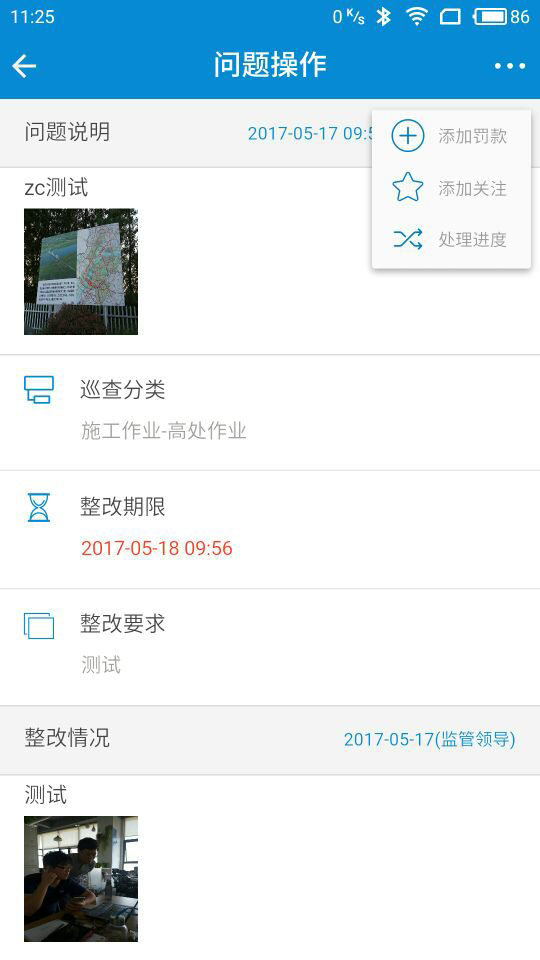 11:25
0 K/s
86
问题操作
问题说明
2017-05-17 09:5
添加罚款
添加关注
处理进度
zc测试
巡查分类
施工作业-高处作业
整改期限
2017-05-18 09:56
整改要求
测试
整改情况
2017-05-17(监管领导)
测试